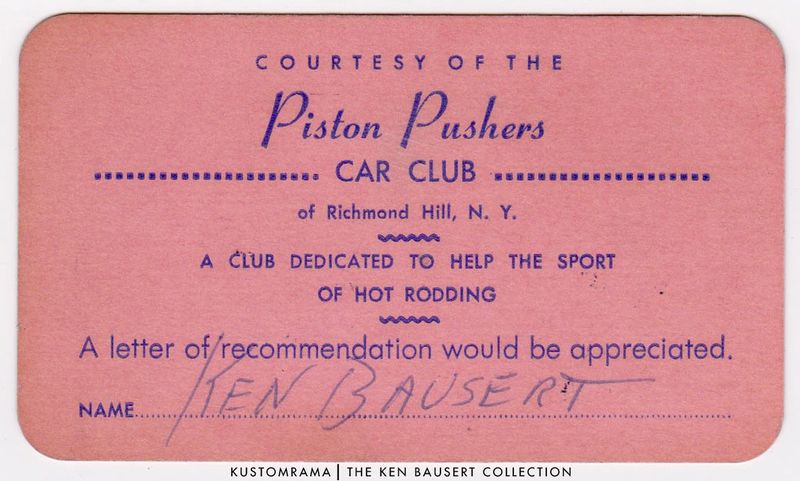 COURTESY OF THE
Piston Pushers
CAR CLUB
of Richmond Hill, N. Y.
A CLUB DEDICATED TO HELP THE SPORT
OF HOT RODDING
A letter of recommendation would be appreciated.
NAME KEN BAUSERT
KUSTOMRAMA | THE KEN BAUSERT COLLECTION